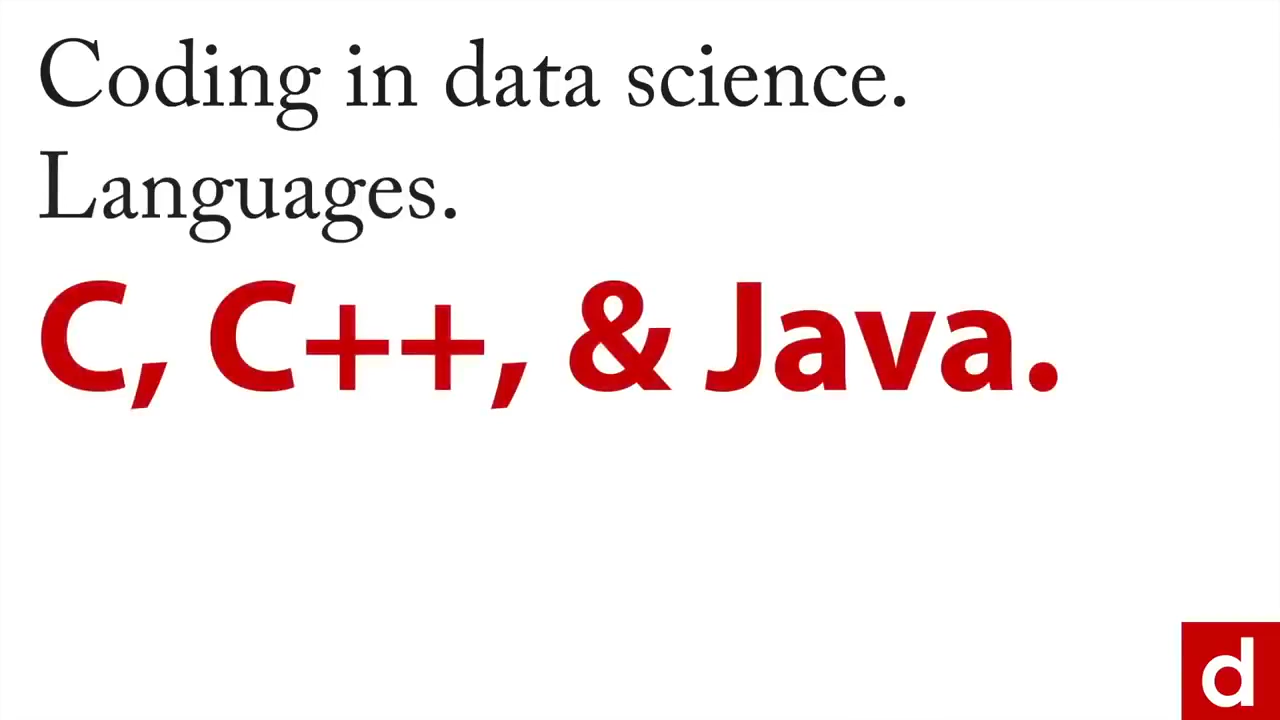 Coding in data science.
Languages.
C, C++, & Java.
d